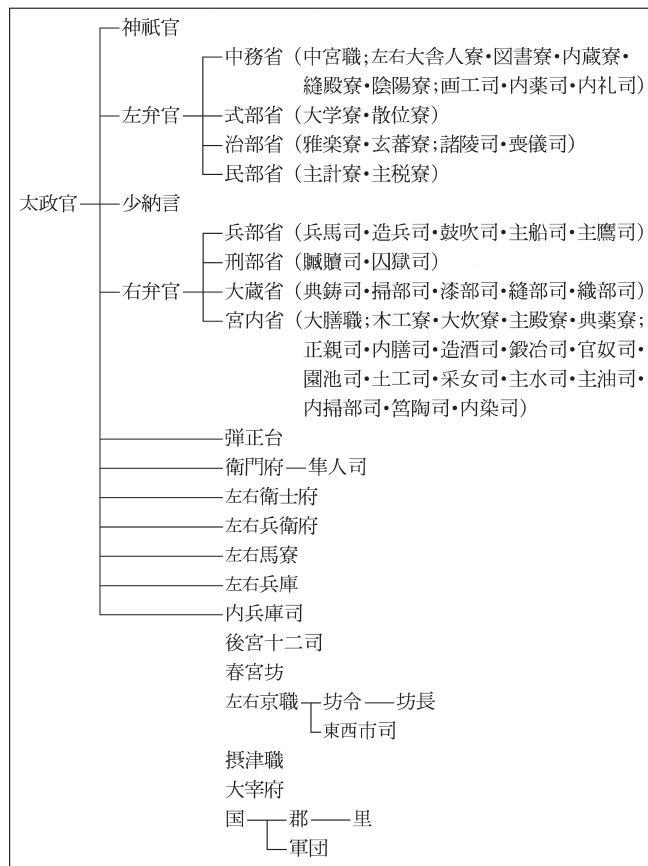 神祇官
中務省（中宮職；左右大舎人寮・図書寮・内蔵寮・
縫殿寮・陰陽寮；画工司・内薬司・内礼司）
左弁官
式部省（大学寮・散位寮）
治部省（雅楽寮・玄蕃寮；諸陵司・喪儀司）
民部省（主計寮・主税寮）
太政官
少納言
兵部省（兵馬司・造兵司・鼓吹司・主船司・主鷹司）
刑部省（贓贖司・囚獄司）
右弁官
大蔵省（典鋳司・掃部司・漆部司・縫部司・織部司）
宮内省（大膳職；木工寮・大炊寮・主殿寮・典薬寮；
正親司・内膳司・造酒司・鍛冶司・官奴司・
園池司・土工司・采女司・主水司・主油司・
内掃部司・筥陶司・内染司）
弾正台
衛門府 隼人司
左右衛士府
左右兵衛府
左右馬寮
左右兵庫
内兵庫司
後宮十二司
春宮坊
左右京職 坊令 坊長
東西市司
摂津職
大宰府
国 郡 里
軍団